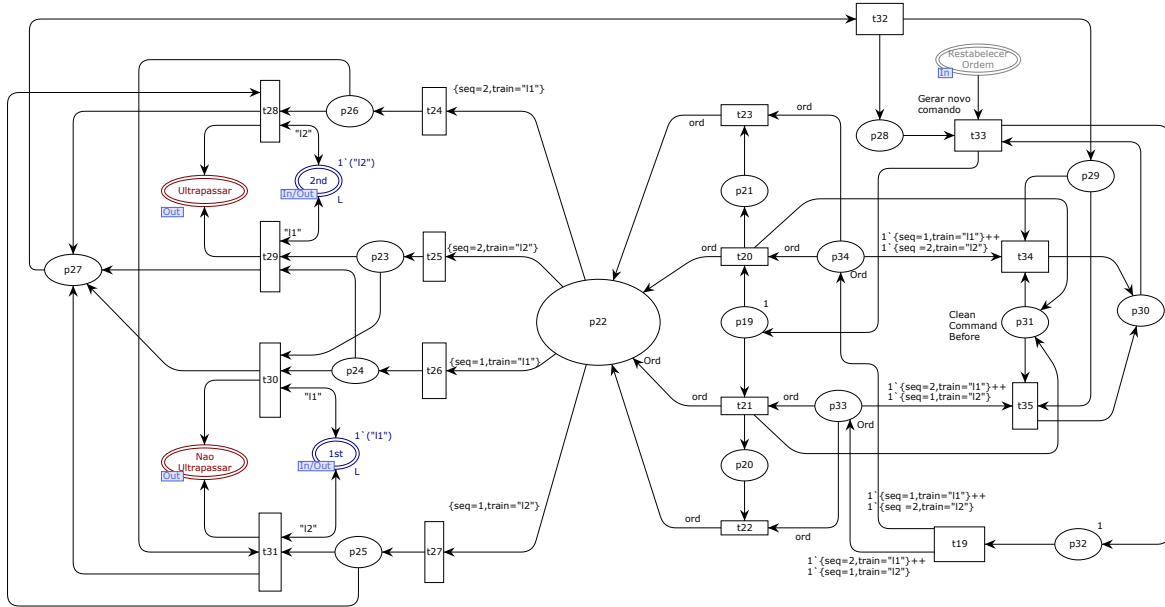 t32
Restabelecer
Ordem
In
{seq=2,train="l1"}
Gerar novo
comando
t28
p26
t24
t23
ord
ord
p28
t33
"l2"
1`("l2")
2nd
In/Out
L
Ultrapassar
Out
p21
p29
"l1"
1`{seq=1,train="l1"}++
1`{seq =2,train="l2"}
t29
p23
t25
{seq=2,train="l2"}
ord
t20
ord
p34
Ord
t34
p27
p22
p19
1
Clean
Command
Before
p31
p30
t30
p24
t26
{seq=1,train="l1"}
Ord
"l1"
1`{seq=2,train="l1"}++
1`{seq=1,train="l2"}
ord
t21
ord
p33
Ord
t35
1`("l1")
1st
In/Out
L
Nao
Ultrapassar
Out
p20
{seq=1,train="l2"}
1`{seq=1,train="l1"}++
1`{seq =2,train="l2"}
"l2"
ord
t22
ord
t31
p25
t27
t19
p32
1
1`{seq=2,train="l1"}++
1`{seq=1,train="l2"}